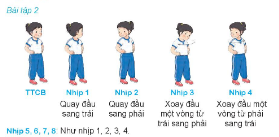 Bài tập 2
TTCB Nhịp 1 Nhịp 2 Nhịp 3 Nhịp 4
Quay đầu Quay đầu Xoay đầu Xoay đầu một
sang trái sang phải một vòng từ vòng từ phải
trái sang phải sang trái
Nhịp 5, 6, 7, 8: Như nhịp 1, 2, 3, 4.